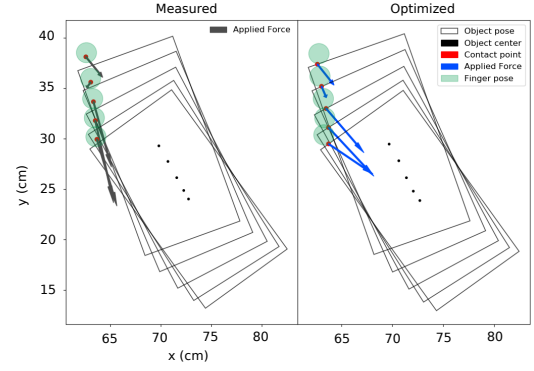 Measured
Optimized
Applied Force
Object pose
Object center
Contact point
Applied Force
Finger pose
40
35
30
25
20
15
y (cm)
65
70
75
80
65
70
75
80
x (cm)